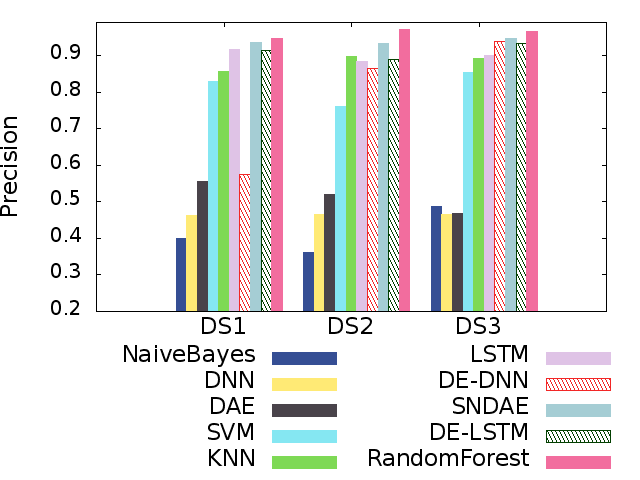 Precision
0.9
0.8
0.7
0.6
0.5
0.4
0.3
0.2
DS1 DS2 DS3
NaiveBayes LSTM
DNN DE-DNN
DAE SNDAE
SVM DE-LSTM
KNN RandomForest